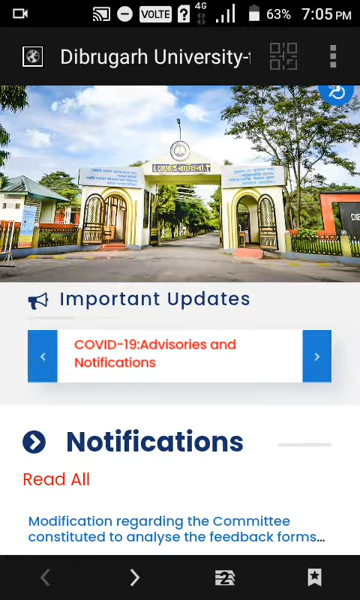 VOLTE ? 4G 63% 7:05 PM
Dibrugarh University-
Important Updates
COVID-19:Advisories and
Notifications
Notifications
Read All
Modification regarding the Committee
constituted to analyse the feedback forms...
2